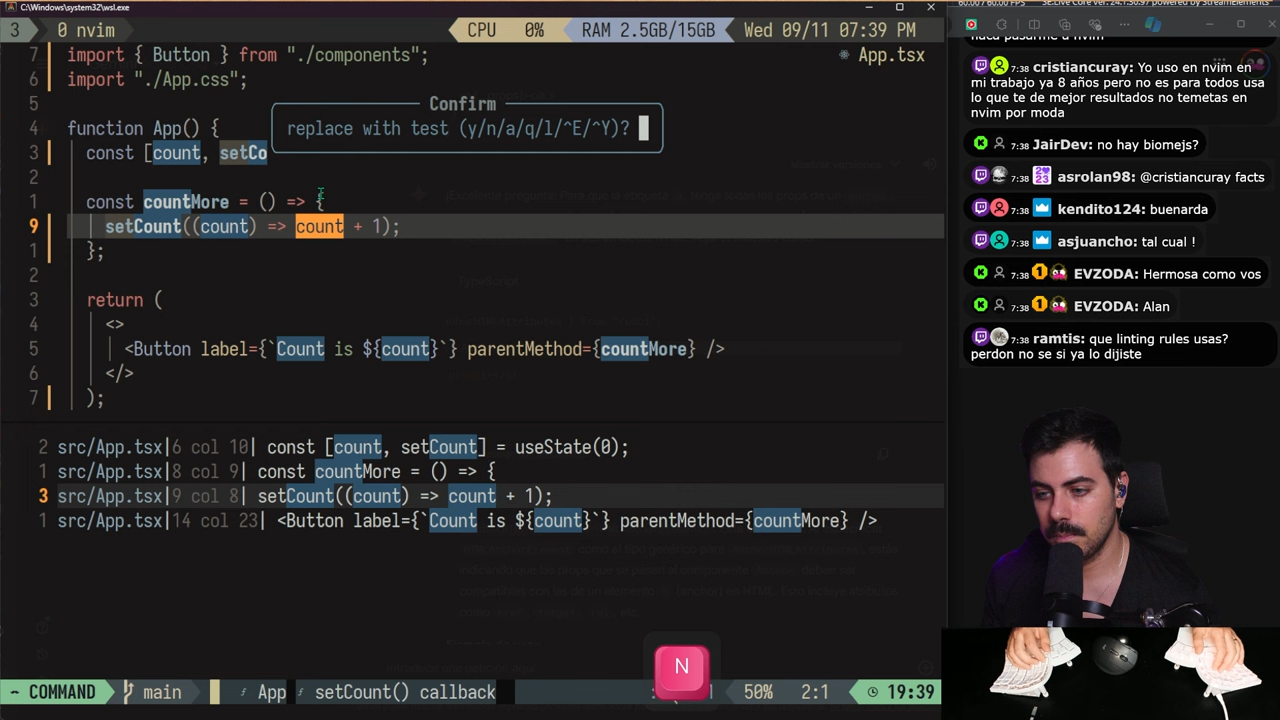 C:\Windows\system32\wsl.exe
3 0 nvim
CPU 0% RAM 2.5GB/15GB Wed 09/11 07:39 PM
7 import { Button } from "./components";
App.tsx
6 import "./App.css";
5
4 function App() {
3 const [count, setCo
2
1 const countMore = () => {
9 setCount((count) => count + 1);
1 };
2
3 return (
4 <>
5 <Button label={`Count is ${count}`} parentMethod={countMore} />
6 </>
7 );
Confirm
replace with test (y/n/a/q/l/^E/^Y)?
2 src/App.tsx|6 col 10| const [count, setCount] = useState(0);
1 src/App.tsx|8 col 9| const countMore = () => {
3 src/App.tsx|9 col 8| setCount((count) => count + 1);
1 src/App.tsx|14 col 23| <Button label={`Count is ${count}`} parentMethod={countMore} />
N
COMMAND main App setCount() callback
50% 2:1 19:39
7:38 cristiancuray: Yo uso en nvim en
mi trabajo ya 8 años pero no es para todos usa
lo que te de mejor resultados no temetas en
nvim por moda
7:38 JairDev: no hay biomejs?
7:38 asrolan98: @cristiancuray facts
7:38 kendito124: buenarda
7:38 asjuancho: tal cual !
7:38 EVZODA: Hermosa como vos
7:38 EVZODA: Alan
7:38 ramtis: que linting rules usas?
perdon no se si ya lo dijiste